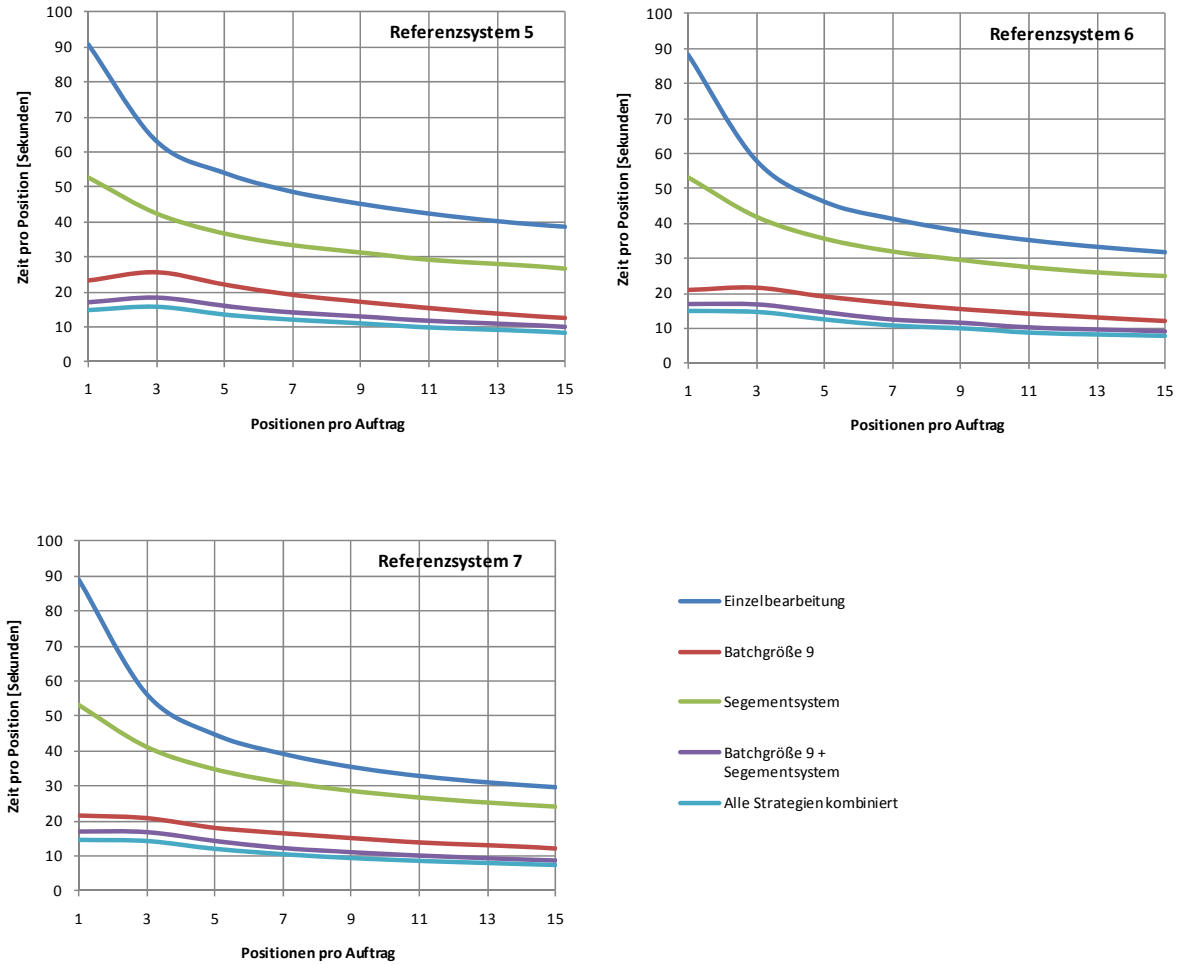 Referenzsystem 5
Zeit pro Position [Sekunden]
100
90
80
70
60
50
40
30
20
10
0
1 3 5 7 9 11 13 15
Positionen pro Auftrag
Referenzsystem 6
Zeit pro Position [Sekunden]
100
90
80
70
60
50
40
30
20
10
0
1 3 5 7 9 11 13 15
Positionen pro Auftrag
Referenzsystem 7
Zeit pro Position [Sekunden]
100
90
80
70
60
50
40
30
20
10
0
1 3 5 7 9 11 13 15
Positionen pro Auftrag
Einzelbearbeitung
Batchgröße 9
Segementsystem
Batchgröße 9 +
Segementsystem
Alle Strategien kombiniert